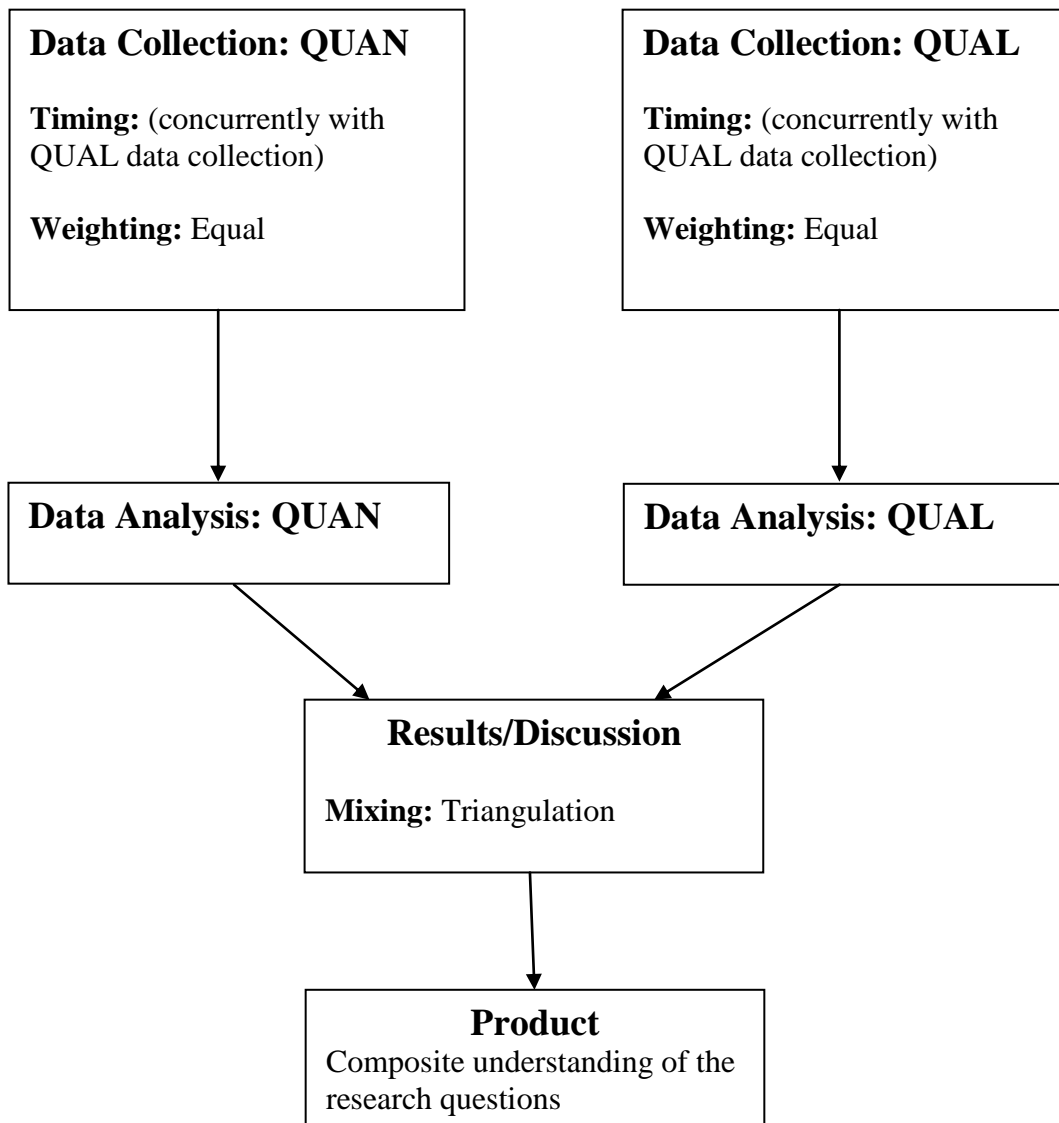 Data Collection: QUAN
Timing: (concurrently with
QUAL data collection)
Weighting: Equal
Data Collection: QUAL
Timing: (concurrently with
QUAL data collection)
Weighting: Equal
Data Analysis: QUAN
Data Analysis: QUAL
Results/Discussion
Mixing: Triangulation
Product
Composite understanding of the
research questions